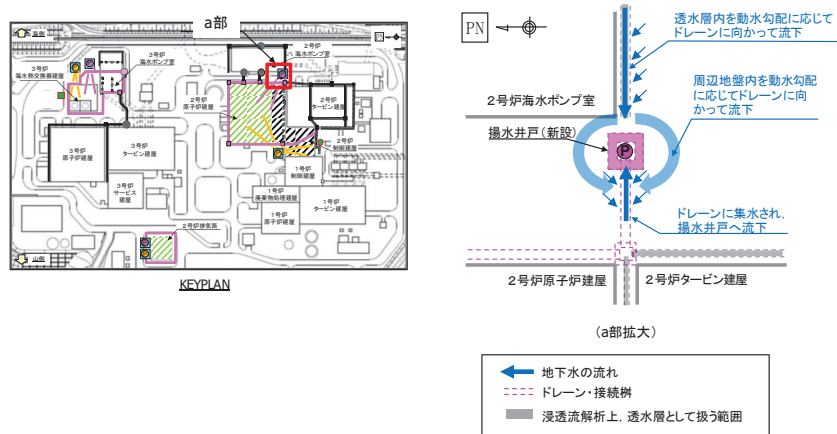 a部
海側
3号炉
海水熱交換器建屋
3号炉
海水ポンプ室
2号炉
海水ポンプ室
2号炉
原子炉建屋
2号炉
タービン建屋
2号炉
制御建屋
3号炉
原子炉建屋
3号炉
タービン建屋
3号炉
サービス
建屋
1号炉
制御建屋
1号炉
廃棄物処理建屋
1号炉
原子炉建屋
1号炉
タービン建屋
2号炉排気筒
山側
KEYPLAN
PN
透水層内を動水勾配に応じて
ドレーンに向かって流下
周辺地盤内を動水勾配
に応じてドレーンに向
かって流下
2号炉海水ポンプ室
揚水井戸(新設)
P
ドレーンに集水され,
揚水井戸へ流下
2号炉原子炉建屋
2号炉タービン建屋
(a部拡大)
地下水の流れ
ドレーン・接続桝
浸透流解析上,透水層として扱う範囲